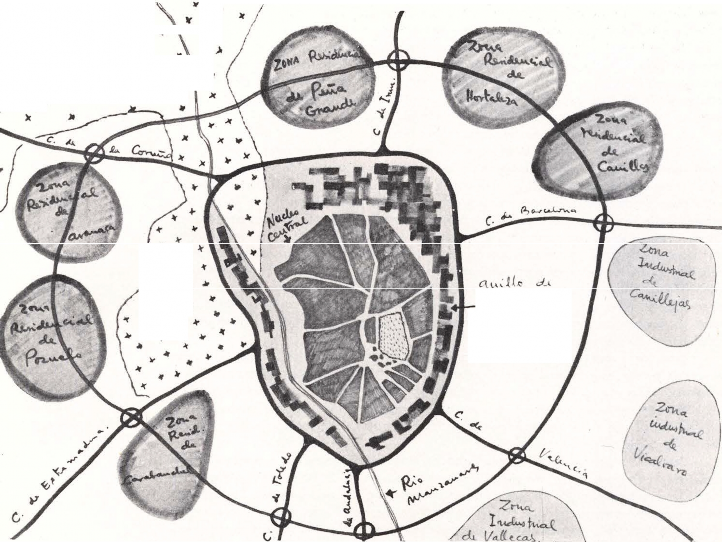 Zona Residencial
de Peña
Grande
Zona
Residencial
de
Hortaleza
Zona
residencial
de
Canillas
C. de Irun.
C. de la Coruña
Zona
Residencial
de
aravaca
Nucleo
central
C. de Barcelona
Zona
Industrial
de
Canillejas
anillo de
Zona
Residencial
de
Pozuelo
Zona
Resid.
de
Carabanchel
C. de Extremadura.
C. de Toledo
de Andalucia
Rio
Manzanares
C. de Valencia
Zona
industrial
de
Vicalvaro
Zona
Industrial
de Vallecas.